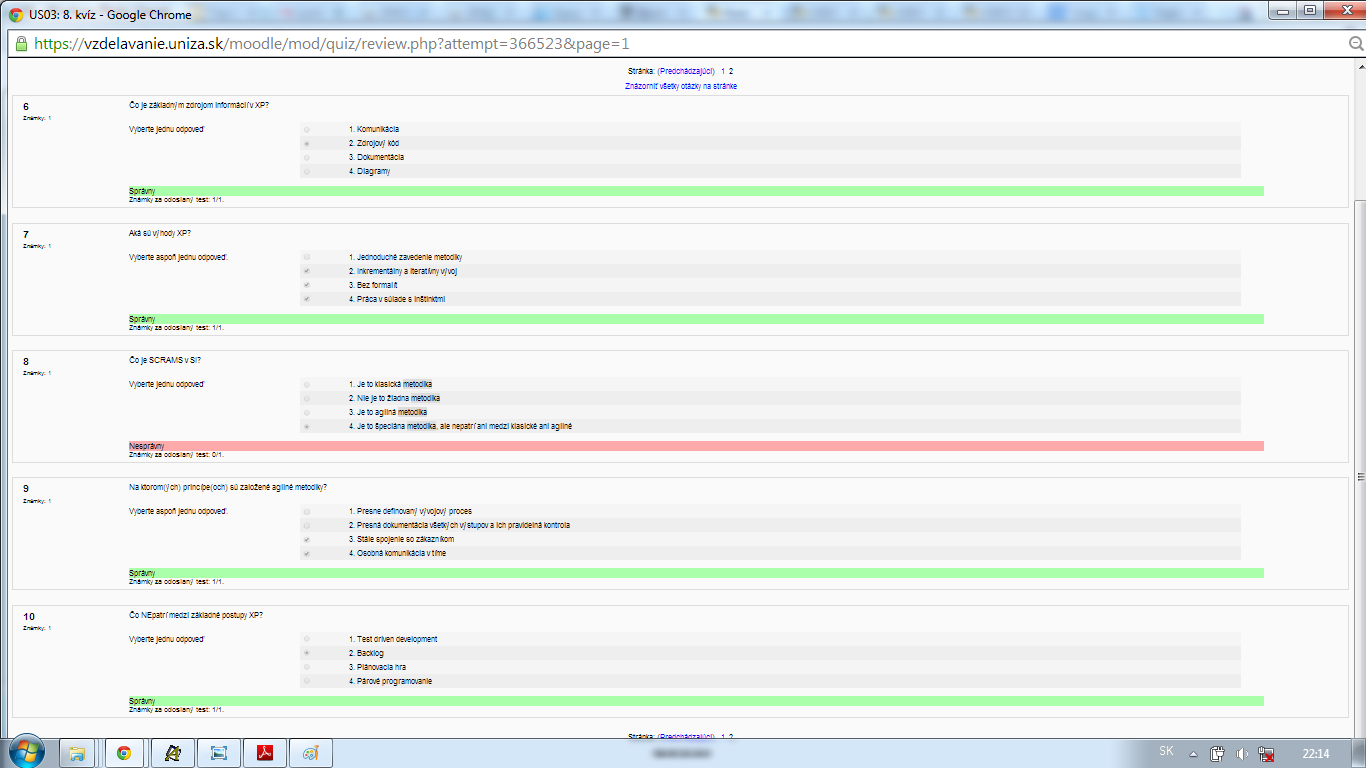 US03: 8. kvíz - Google Chrome
https://vzdelavanie.uniza.sk/moodle/mod/quiz/review.php?attempt=366523&page=1
Stránka: (Predchádzajúci) 1 2
Znázorniť všetky otázky na stránke
6
Známky: 1
Čo je základným zdrojom informácií v XP?
Vyberte jednu odpoveď
1. Komunikácia
2. Zdrojový kód
3. Dokumentácia
4. Diagramy
Správny
Známky za odoslaný test: 1/1.
7
Známky: 1
Aká sú výhody XP?
Vyberte aspoň jednu odpoveď.
1. Jednoduché zavedenie metodiky
2. Inkrementálny a iteratívny vývoj
3. Bez formalít
4. Práca v súlade s inštinktmi
Správny
Známky za odoslaný test: 1/1.
8
Známky: 1
Čo je SCRAMS v SI?
Vyberte jednu odpoveď
1. Je to klasická metodika
2. Nie je to žiadna metodika
3. Je to agilná metodika
4. Je to špeciálna metodika, ale nepatrí ani medzi klasické ani agilné
Nesprávny
Známky za odoslaný test: 0/1.
9
Známky: 1
Na ktorom(ých) princípe(och) sú založené agilné metodiky?
Vyberte aspoň jednu odpoveď.
1. Presne definovaný vývojový proces
2. Presná dokumentácia všetkých výstupov a ich pravidelná kontrola
3. Stále spojenie so zákazníkom
4. Osobná komunikácia v tíme
Správny
Známky za odoslaný test: 1/1.
10
Známky: 1
Čo NEpatrí medzi základné postupy XP?
Vyberte jednu odpoveď
1. Test driven development
2. Backlog
3. Plánovacia hra
4. Párové programovanie
Správny
Známky za odoslaný test: 1/1.
Stránka: (Predchádzajúci) 1 2
SK
22:14